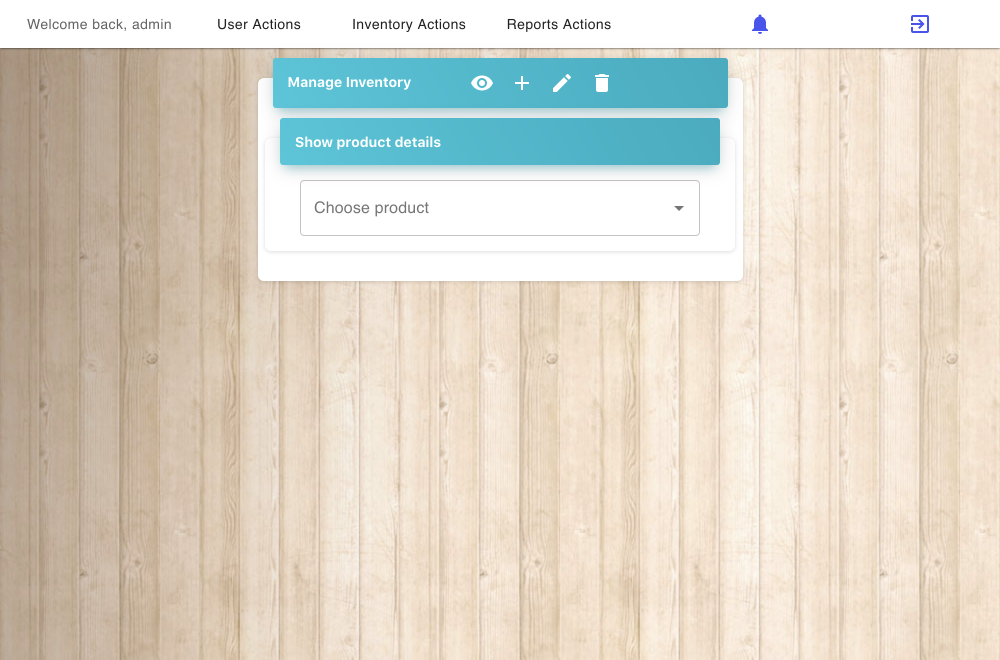 Welcome back, admin
User Actions
Inventory Actions
Reports Actions
Manage Inventory
Show product details
Choose product